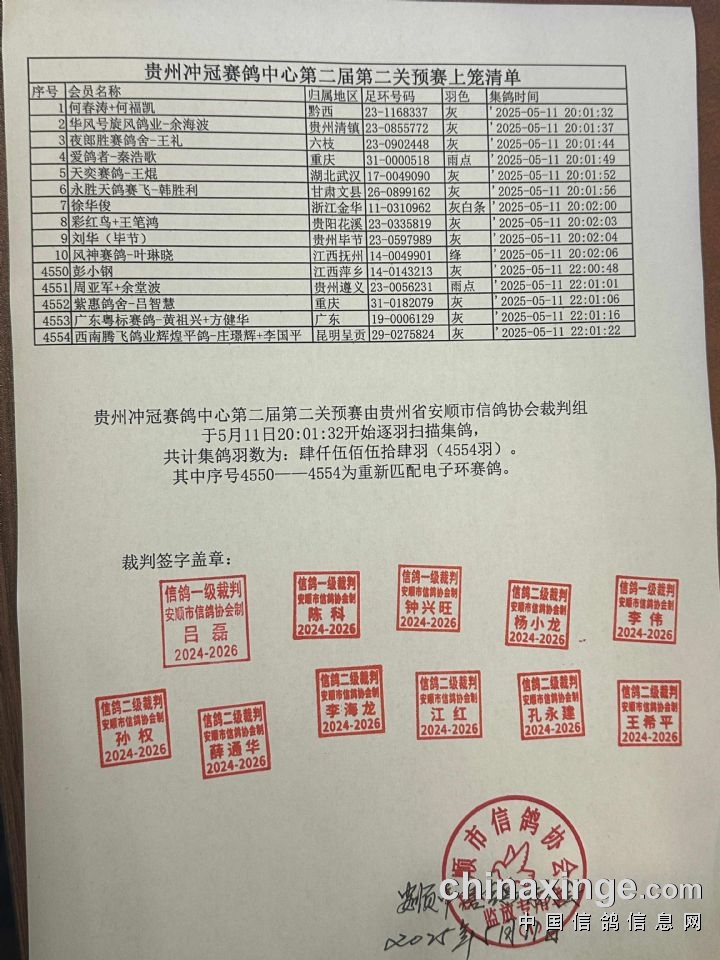 贵州冲冠赛鸽中心第二届第二关预赛上笼清单
序号 会员名称 归属地区 足环号码 羽色 集鸽时间
1 何春涛+何福凯 黔西 23-1168337 灰 '2025-05-11 20:01:32
2 华风号旋风鸽业-余海波 贵州清镇 23-0855772 灰 '2025-05-11 20:01:37
3 夜郎胜赛鸽舍-王礼 六枝 23-0902448 灰 '2025-05-11 20:01:44
4 爱鸽者-秦浩歌 重庆 31-0000518 雨点 '2025-05-11 20:01:49
5 天奕赛鸽-王焜 湖北武汉 17-0049090 灰 '2025-05-11 20:01:52
6 永胜天鸽赛飞-韩胜利 甘肃文县 26-0899162 灰 '2025-05-11 20:01:56
7 徐华俊 浙江金华 11-0310962 灰白条 '2025-05-11 20:02:00
8 彩红鸟+王笔鸿 贵阳花溪 23-0335819 灰 '2025-05-11 20:02:03
9 刘华（毕节） 贵州毕节 23-0597989 灰 '2025-05-11 20:02:04
10 风神赛鸽-叶琳晓 江西抚州 14-0049901 绛 '2025-05-11 20:02:06
4550 彭小钢 江西萍乡 14-0143213 灰 '2025-05-11 22:00:48
4551 周亚军+余堂波 贵州遵义 23-0056231 雨点 '2025-05-11 22:01:01
4552 紫惠鸽舍-吕智慧 重庆 31-0182079 灰 '2025-05-11 22:01:06
4553 广东粤标赛鸽-黄祖兴+方健华 广东 19-0006129 灰 '2025-05-11 22:01:16
4554 西南腾飞鸽业辉煌平鸽-庄璟辉+李国平 昆明呈贡 29-0275824 灰 '2025-05-11 22:01:22
贵州冲冠赛鸽中心第二届第二关预赛由贵州省安顺市信鸽协会裁判组
于5月11日20:01:32开始逐羽扫描集鸽，
共计集鸽羽数为：肆仟伍佰伍拾肆羽（4554羽）。
其中序号4550——4554为重新匹配电子环赛鸽。
裁判签字盖章：
信鸽一级裁判
安顺市信鸽协会制
吕 磊
2024-2026
信鸽一级裁判
安顺市信鸽协会制
陈 科
2024-2026
信鸽一级裁判
安顺市信鸽协会制
钟兴旺
2024-2026
信鸽二级裁判
安顺市信鸽协会制
杨小龙
2024-2026
信鸽一级裁判
安顺市信鸽协会制
李 伟
2024-2026
信鸽二级裁判
安顺市信鸽协会制
孙 权
2024-2026
信鸽二级裁判
安顺市信鸽协会制
薛通华
2024-2026
信鸽二级裁判
安顺市信鸽协会制
李海龙
2024-2026
信鸽二级裁判
安顺市信鸽协会制
江 红
2024-2026
信鸽二级裁判
安顺市信鸽协会制
孔永建
2024-2026
信鸽二级裁判
安顺市信鸽协会制
王希平
2024-2026
顺市信鸽协会
监放专用章
安顺市信鸽
2025年5月11日
chinaxinge.com
中国信鸽信息网